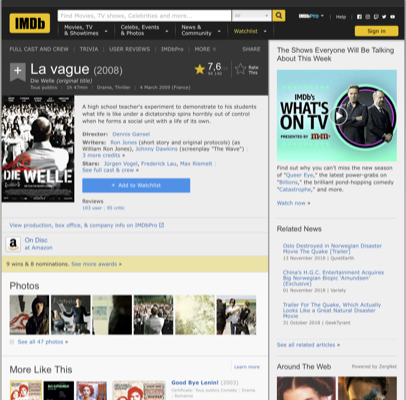 IMDb
Find Movies, TV shows, Celebrities and more...
All
IMDbPro
Help
Movies, TV
& Showtimes
Celebs, Events
& Photos
News &
Community
Watchlist
Sign in
FULL CAST AND CREW | TRIVIA | USER REVIEWS | IMDbPro | MORE
SHARE
La vague (2008)
Die Welle (original title)
Tous publics | 1h 47min | Drama, Thriller | 4 March 2009 (France)
7,6
Rate
This
DIE WELLE
A high school teacher's experiment to demonstrate to his students
what life is like under a dictatorship spins horribly out of control
when he forms a social unit with a life of its own.
Director: Dennis Gansel
Writers: Ron Jones (short story and original protocols) (as
William Ron Jones), Johnny Dawkins (screenplay "The Wave") |
3 more credits »
Stars: Jürgen Vogel, Frederick Lau, Max Riemelt |
See full cast & crew »
+ Add to Watchlist
Reviews
View production, box office, & company info on IMDbPro
On Disc
at Amazon
9 wins & 8 nominations. See more awards »
Photos
See all 47 photos »
More Like This
Learn more
Good Bye Lenin! (2003)
The Shows Everyone Will Be Talking
About This Week
IMDb's
WHAT'S
ON TV
PRESENTED BY
Find out why you can't miss the new season
of "Queer Eye," the latest power-grabs on
"Billions," the brilliant pond-hopping comedy
"Catastrophe," and more.
Watch now »
Related News
Oslo Destroyed in Norwegian Disaster
Movie The Quake [Trailer]
13 November 2018 | QuietEarth
China's H.G.C. Entertainment Acquires
Big Norwegian Biopic 'Amundsen'
(Exclusive)
01 November 2018 | Variety
Trailer For The Quake, Which Actually
Looks Like a Great Natural Disaster
Movie
31 October 2018 | GeekTyrant
See all related articles »
Around The Web
Powered by ZergNet